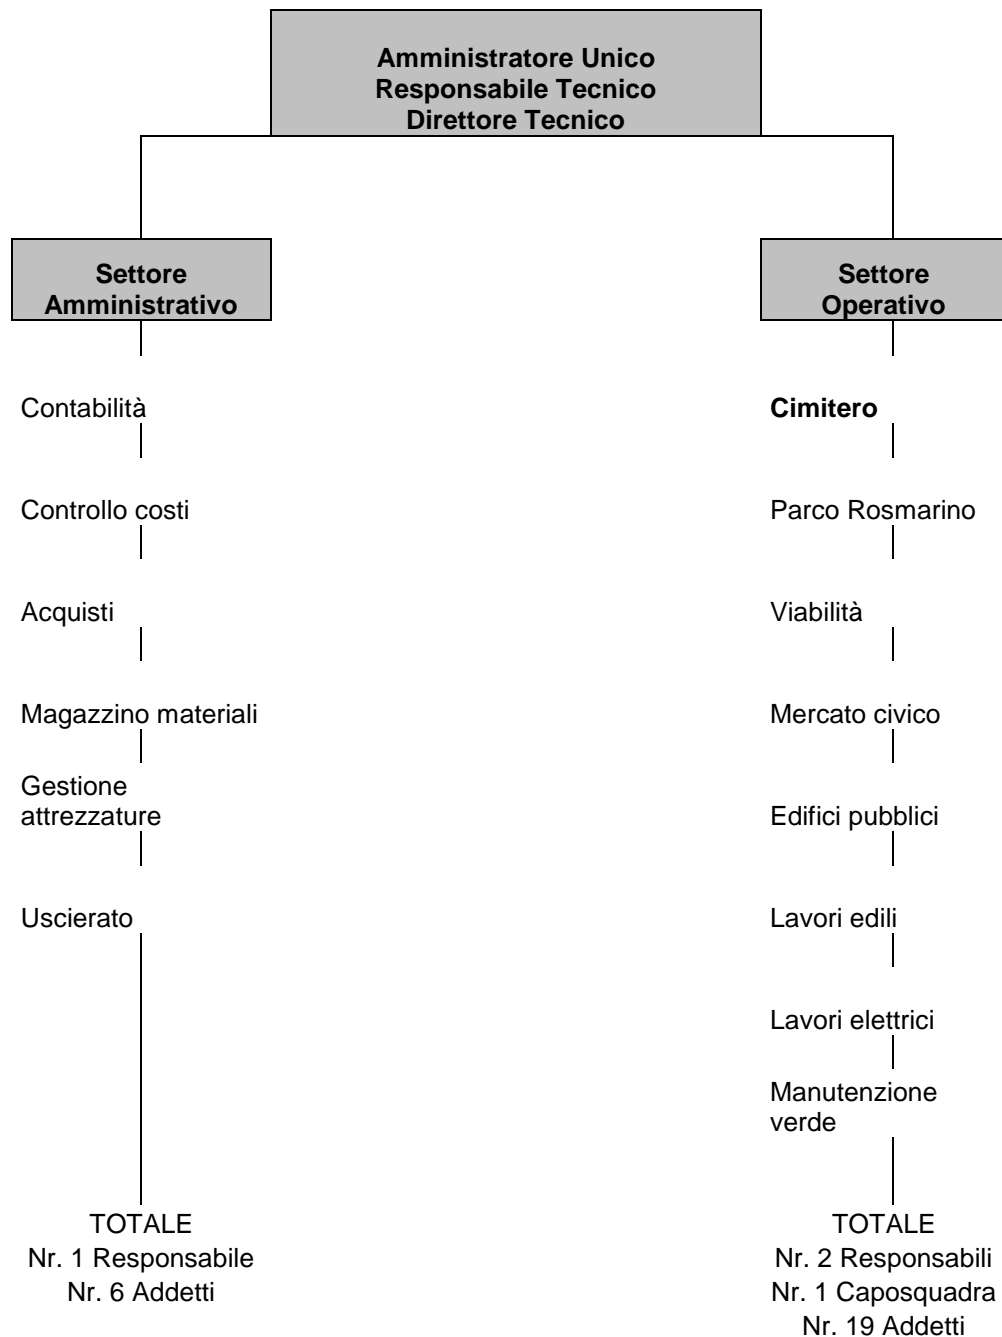 Amministratore Unico
Responsabile Tecnico
Direttore Tecnico
Settore
Amministrativo
Contabilità
Controllo costi
Acquisti
Magazzino materiali
Gestione
attrezzature
Uscierato
TOTALE
Nr. 1 Responsabile
Nr. 6 Addetti
Settore
Operativo
Cimitero
Parco Rosmarino
Viabilità
Mercato civico
Edifici pubblici
Lavori edili
Lavori elettrici
Manutenzione
verde
TOTALE
Nr. 2 Responsabili
Nr. 1 Caposquadra
Nr. 19 Addetti